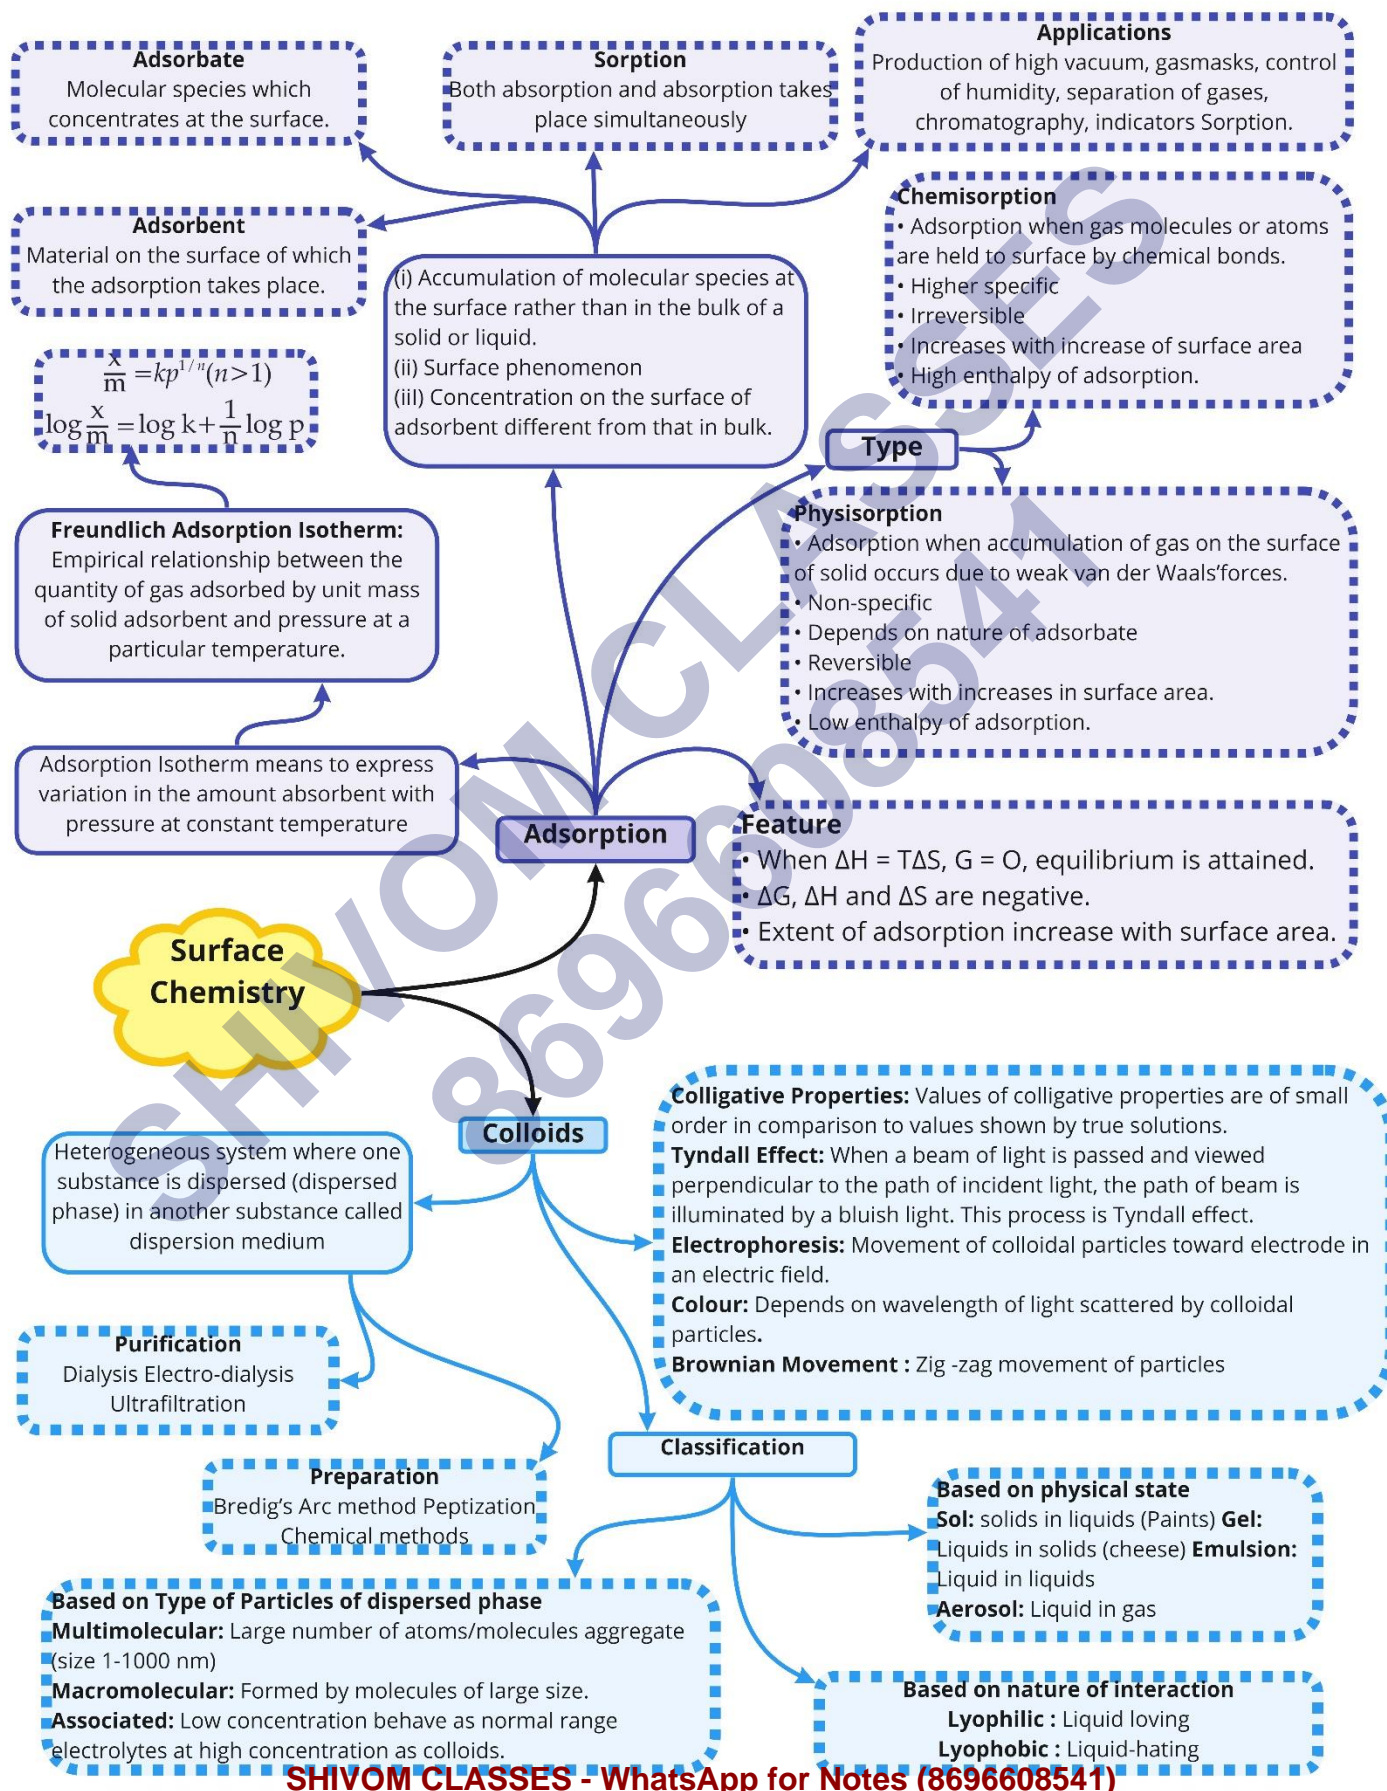 Adsorbate
Molecular species which
concentrates at the surface.
Sorption
Both absorption and absorption takes
place simultaneously
Applications
Production of high vacuum, gasmasks, control
of humidity, separation of gases,
chromatography, indicators Sorption.
Adsorbent
Material on the surface of which
the adsorption takes place.
(i) Accumulation of molecular species at
the surface rather than in the bulk of a
solid or liquid.
(ii) Surface phenomenon
(iiI) Concentration on the surface of
adsorbent different from that in bulk.
Chemisorption
• Adsorption when gas molecules or atoms
are held to surface by chemical bonds.
• Higher specific
• Irreversible
• Increases with increase of surface area
• High enthalpy of adsorption.
x/m = kp^1/n (n>1)
log x/m = log k + 1/n log p
Type
Freundlich Adsorption Isotherm:
Empirical relationship between the
quantity of gas adsorbed by unit mass
of solid adsorbent and pressure at a
particular temperature.
Physisorption
• Adsorption when accumulation of gas on the surface
of solid occurs due to weak van der Waals'forces.
• Non-specific
• Depends on nature of adsorbate
• Reversible
• Increases with increases in surface area.
• Low enthalpy of adsorption.
Adsorption Isotherm means to express
variation in the amount absorbent with
pressure at constant temperature
Adsorption
Feature
• When ΔH = TΔS, G = O, equilibrium is attained.
• ΔG, ΔH and ΔS are negative.
• Extent of adsorption increase with surface area.
Surface
Chemistry
Colloids
Heterogeneous system where one
substance is dispersed (dispersed
phase) in another substance called
dispersion medium
Colligative Properties: Values of colligative properties are of small
order in comparison to values shown by true solutions.
Tyndall Effect: When a beam of light is passed and viewed
perpendicular to the path of incident light, the path of beam is
illuminated by a bluish light. This process is Tyndall effect.
Electrophoresis: Movement of colloidal particles toward electrode in
an electric field.
Colour: Depends on wavelength of light scattered by colloidal
particles.
Brownian Movement : Zig -zag movement of particles
Purification
Dialysis Electro-dialysis
Ultrafiltration
Classification
Preparation
Bredig's Arc method Peptization
Chemical methods
Based on physical state
Sol: solids in liquids (Paints) Gel:
Liquids in solids (cheese) Emulsion:
Liquid in liquids
Aerosol: Liquid in gas
Based on Type of Particles of dispersed phase
Multimolecular: Large number of atoms/molecules aggregate
(size 1-1000 nm)
Macromolecular: Formed by molecules of large size.
Associated: Low concentration behave as normal range
electrolytes at high concentration as colloids.
Based on nature of interaction
Lyophilic : Liquid loving
Lyophobic : Liquid-hating
SHIVOM CLASSES
8696608541
SHIVOM CLASSES - WhatsApp for Notes (8696608541)